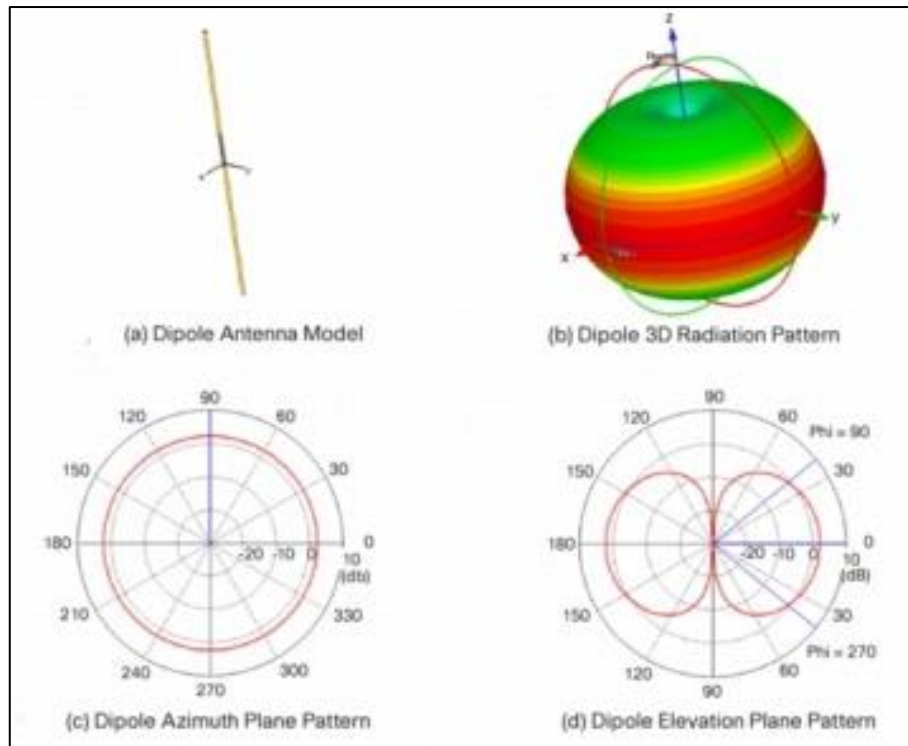 z
y
x
(a) Dipole Antenna Model
(b) Dipole 3D Radiation Pattern
90
120
60
150
30
180
-20
-10
0
10
0
(db)
210
330
240
300
270
(c) Dipole Azimuth Plane Pattern
90
120
60
Phi = 90
150
30
180
-20
-10
0
10
0
(dB)
150
30
120
60
Phi = 270
90
(d) Dipole Elevation Plane Pattern